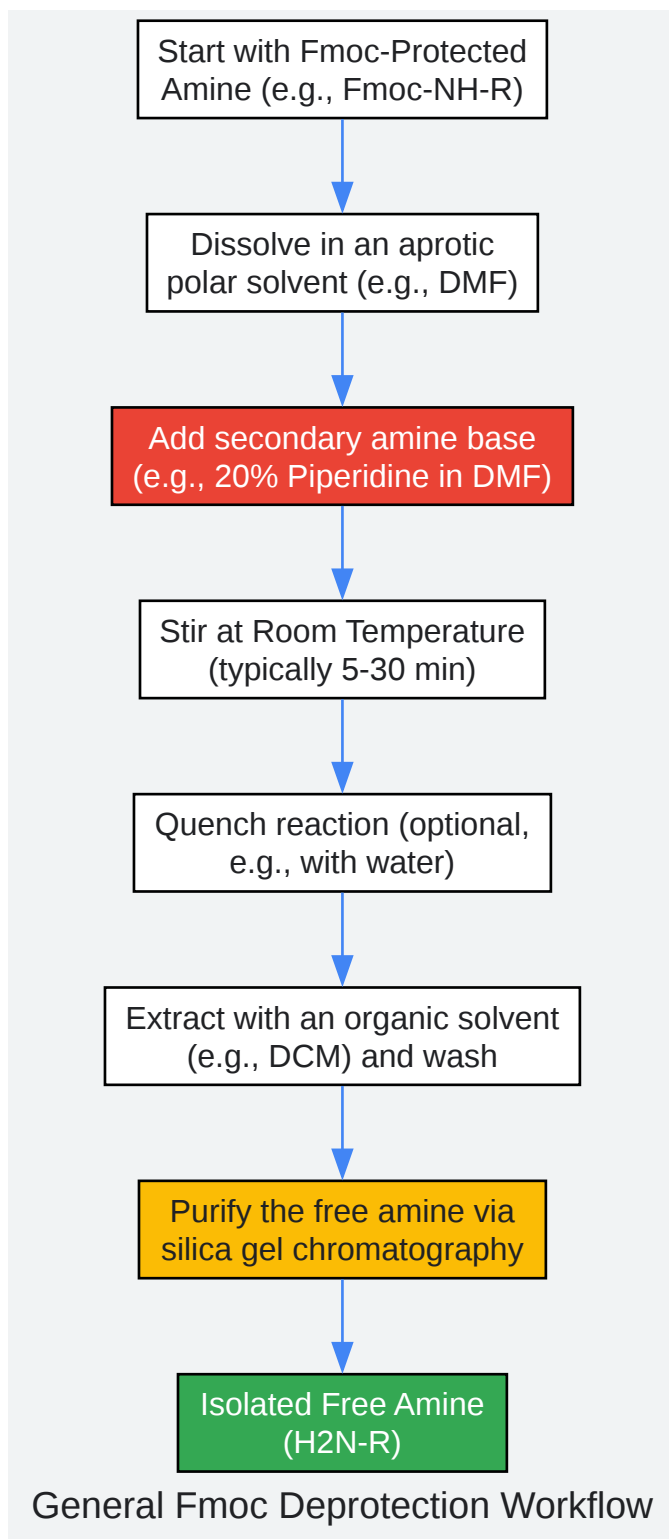 Start with Fmoc-Protected
Amine (e.g., Fmoc-NH-R)
Dissolve in an aprotic
polar solvent (e.g., DMF)
Add secondary amine base
(e.g., 20% Piperidine in DMF)
Stir at Room Temperature
(typically 5-30 min)
Quench reaction (optional,
e.g., with water)
Extract with an organic solvent
(e.g., DCM) and wash
Purify the free amine via
silica gel chromatography
Isolated Free Amine
(H2N-R)
General Fmoc Deprotection Workflow